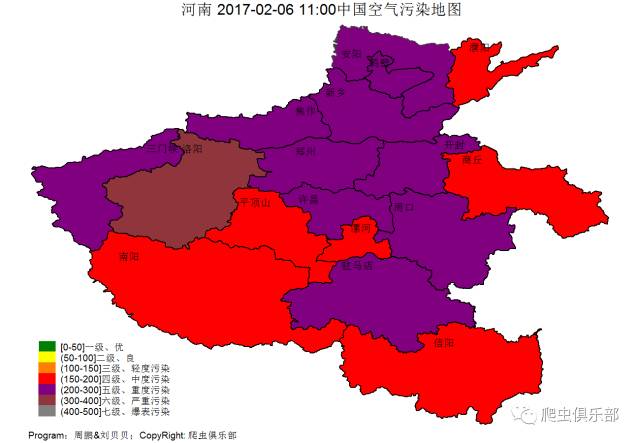 河南 2017-02-06 11:00中国空气污染地图
安阳
濮阳
鹤壁
新乡
焦作
三门峡
洛阳
郑州
开封
商丘
平顶山
许昌
周口
漯河
南阳
驻马店
信阳
[0-50]一级、优
(50-100]二级、良
(100-150]三级、轻度污染
(150-200]四级、中度污染
(200-300]五级、重度污染
(300-400]六级、严重污染
(400-500]七级、爆表污染
爬虫俱乐部
Program：周鹏&刘贝贝；CopyRight: 爬虫俱乐部